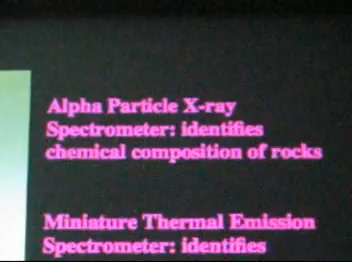 Alpha Particle X-ray
Spectrometer: identifies
chemical composition of rocks
Miniature Thermal Emission
Spectrometer: identifies